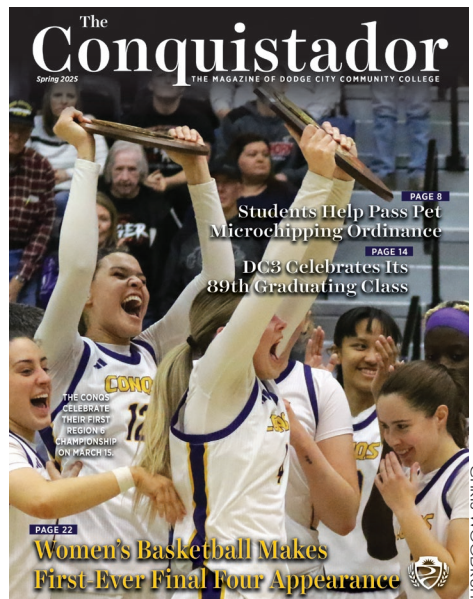 The
Conquistador
Spring 2025
THE MAGAZINE OF DODGE CITY COMMUNITY COLLEGE
PAGE 8
Students Help Pass Pet
Microchipping Ordinance
PAGE 14
DC3 Celebrates Its
89th Graduating Class
CONQ
12
THE CONQS
CELEBRATE
THEIR FIRST
REGION 6
CHAMPIONSHIP
ON MARCH 15.
PAGE 22
Women's Basketball Makes
First-Ever Final Four Appearance